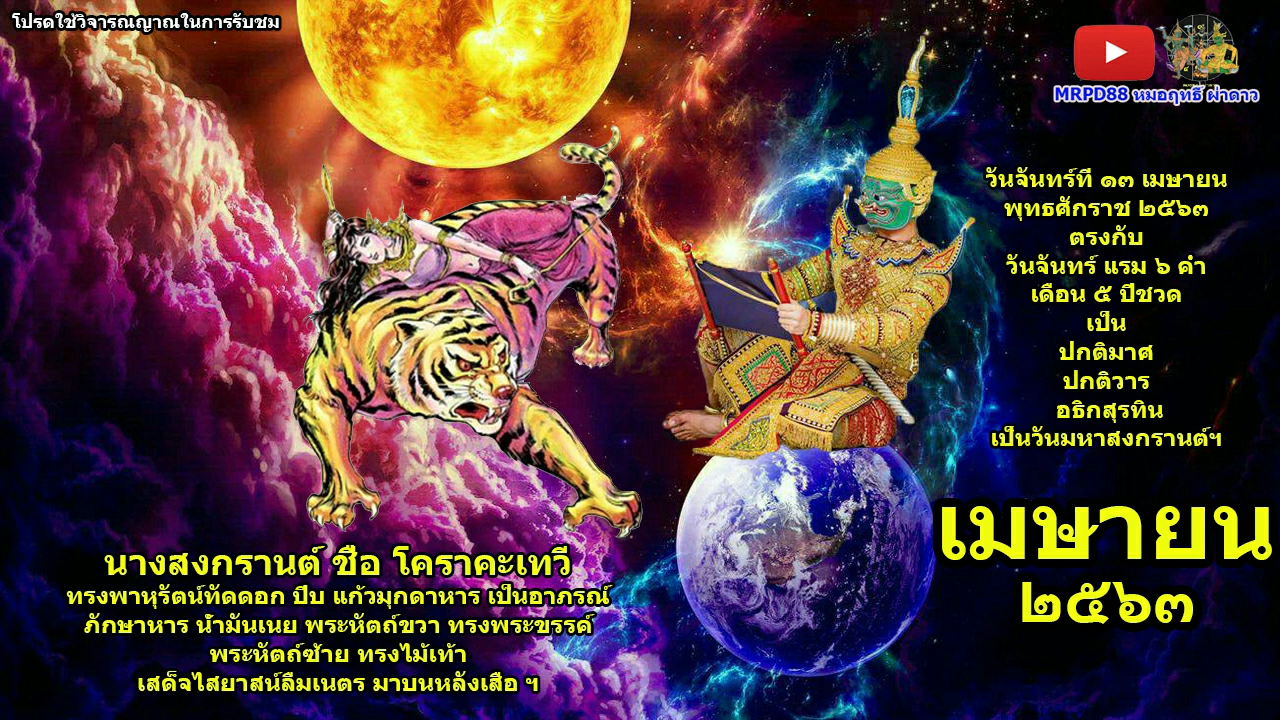 โปรดใช้วิจารณญาณในการรับชม
MRPD88 หมอฤทธิ์ ผ่าดาว
วันจันทร์ที่ ๑๓ เมษายน
พุทธศักราช ๒๕๖๓
ตรงกับ
วันจันทร์ แรม ๖ ค่ำ
เดือน ๕ ปีชวด
เป็น
ปกติมาศ
ปกติวาร
อธิกสุรทิน
เป็นวันมหาสงกรานต์ฯ
เมษายน
๒๕๖๓
นางสงกรานต์ ชื่อ โคราคะเทวี
ทรงพาหุรัตน์ทัดดอก ปีบ แก้วมุกดาหาร เป็นอาภรณ์
ภักษาหาร น้ำมันเนย พระหัตถ์ขวา ทรงพระขรรค์
พระหัตถ์ซ้าย ทรงไม้เท้า
เสด็จไสยาสน์ลืมเนตร มาบนหลังเสือ ฯ